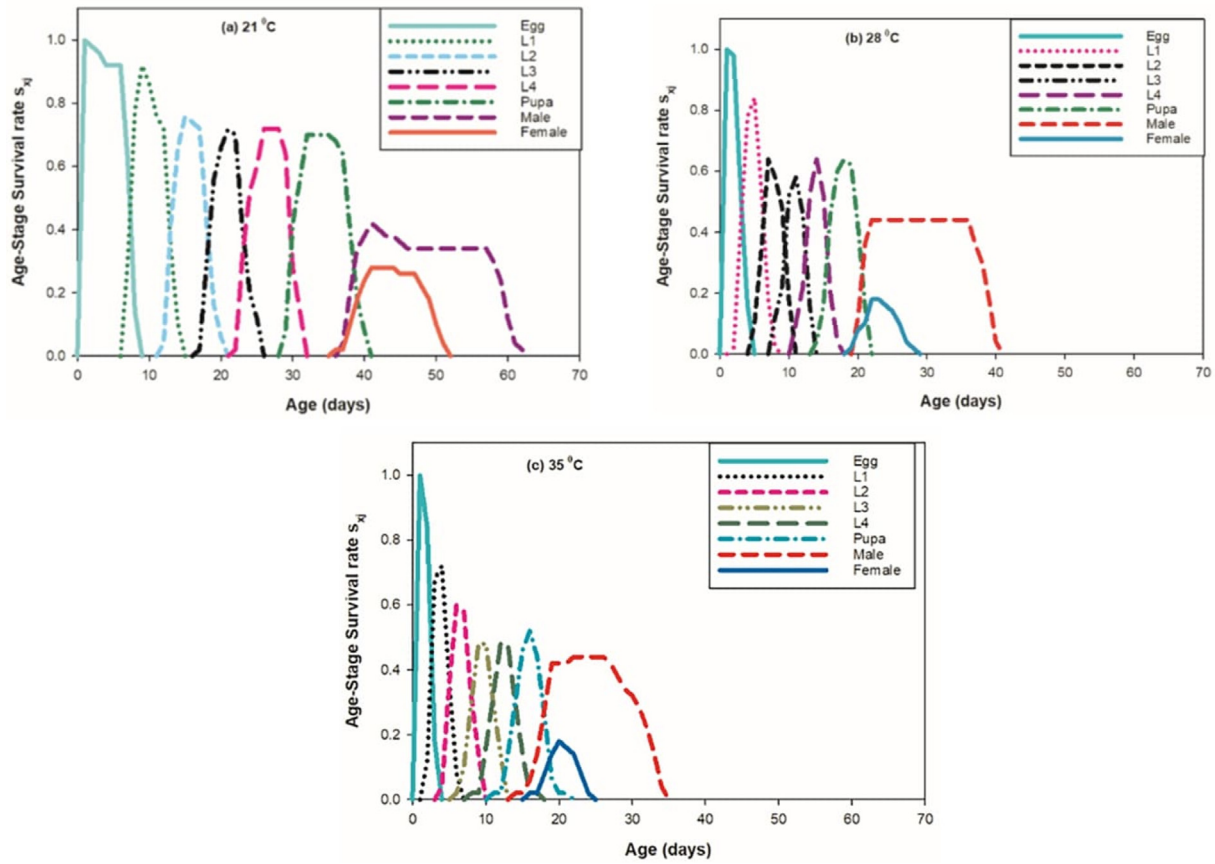 (a) 21 ⁰C
Egg
L1
L2
L3
L4
Pupa
Male
Female
Age-Stage Survival rate sxj
1.0
0.8
0.6
0.4
0.2
0.0
0 10 20 30 40 50 60 70
Age (days)
(b) 28 ⁰C
Egg
L1
L2
L3
L4
Pupa
Male
Female
Age-Stage Survival rate sxj
1.0
0.8
0.6
0.4
0.2
0.0
0 10 20 30 40 50 60 70
Age (days)
(c) 35 ⁰C
Egg
L1
L2
L3
L4
Pupa
Male
Female
Age-Stage Survival rate sxj
1.0
0.8
0.6
0.4
0.2
0.0
0 10 20 30 40 50 60 70
Age (days)